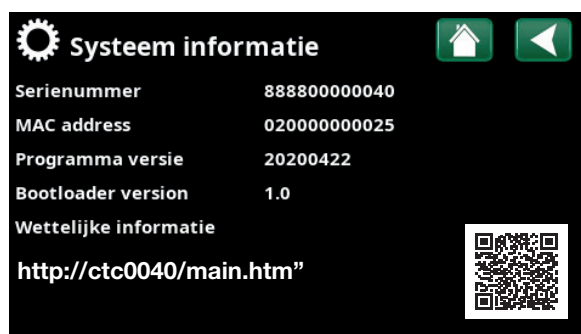 Systeem informatie
Serienummer 888800000040
MAC address 020000000025
Programma versie 20200422
Bootloader version 1.0
Wettelijke informatie
http://ctc0040/main.htm”